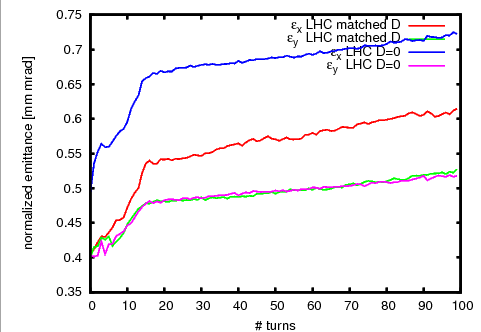 0.75
0.7
0.65
0.6
0.55
0.5
0.45
0.4
0.35
normalized emittance [mm mrad]
εx LHC matched D
εy LHC matched D
εx LHC D=0
εy LHC D=0
0 10 20 30 40 50 60 70 80 90 100
# turns